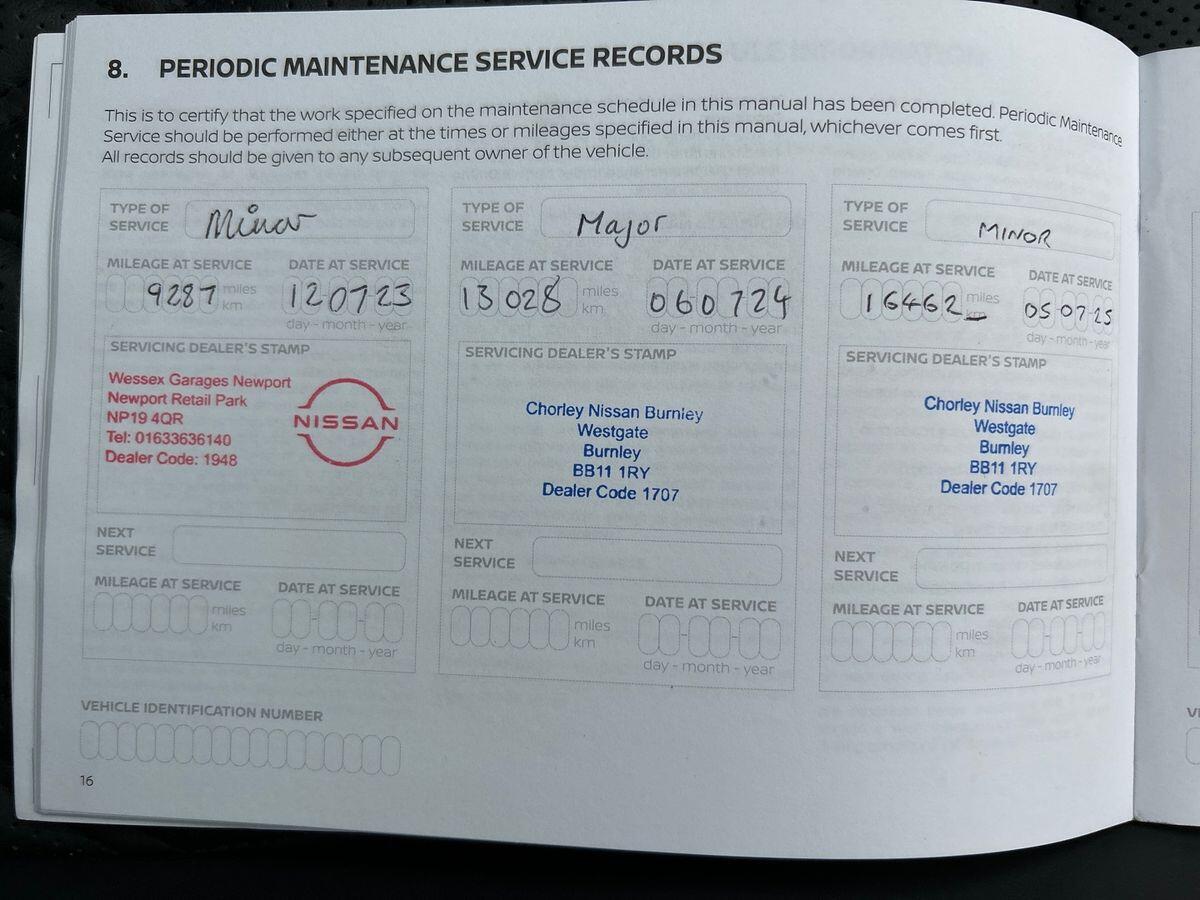 8. PERIODIC MAINTENANCE SERVICE RECORDS
This is to certify that the work specified on the maintenance schedule in this manual has been completed. Periodic Maintenance
Service should be performed either at the times or mileages specified in this manual, whichever comes first.
All records should be given to any subsequent owner of the vehicle.
TYPE OF
SERVICE
Minor
MILEAGE AT SERVICE
DATE AT SERVICE
9287
miles
km
120723
day - month - year
SERVICING DEALER'S STAMP
Wessex Garages Newport
Newport Retail Park
NP19 4QR
Tel: 01633636140
Dealer Code: 1948
NISSAN
NEXT
SERVICE
MILEAGE AT SERVICE
DATE AT SERVICE
miles
km
day - month - year
TYPE OF
SERVICE
Major
MILEAGE AT SERVICE
DATE AT SERVICE
13028
miles
km
060724
day - month - year
SERVICING DEALER'S STAMP
Chorley Nissan Burnley
Westgate
Burnley
BB11 1RY
Dealer Code 1707
NEXT
SERVICE
MILEAGE AT SERVICE
DATE AT SERVICE
miles
km
day - month - year
TYPE OF
SERVICE
MINOR
MILEAGE AT SERVICE
DATE AT SERVICE
16462
miles
km
05-07-25
day - month - year
SERVICING DEALER'S STAMP
Chorley Nissan Burnley
Westgate
Burnley
BB11 1RY
Dealer Code 1707
NEXT
SERVICE
MILEAGE AT SERVICE
DATE AT SERVICE
miles
km
day - month - year
VEHICLE IDENTIFICATION NUMBER
16